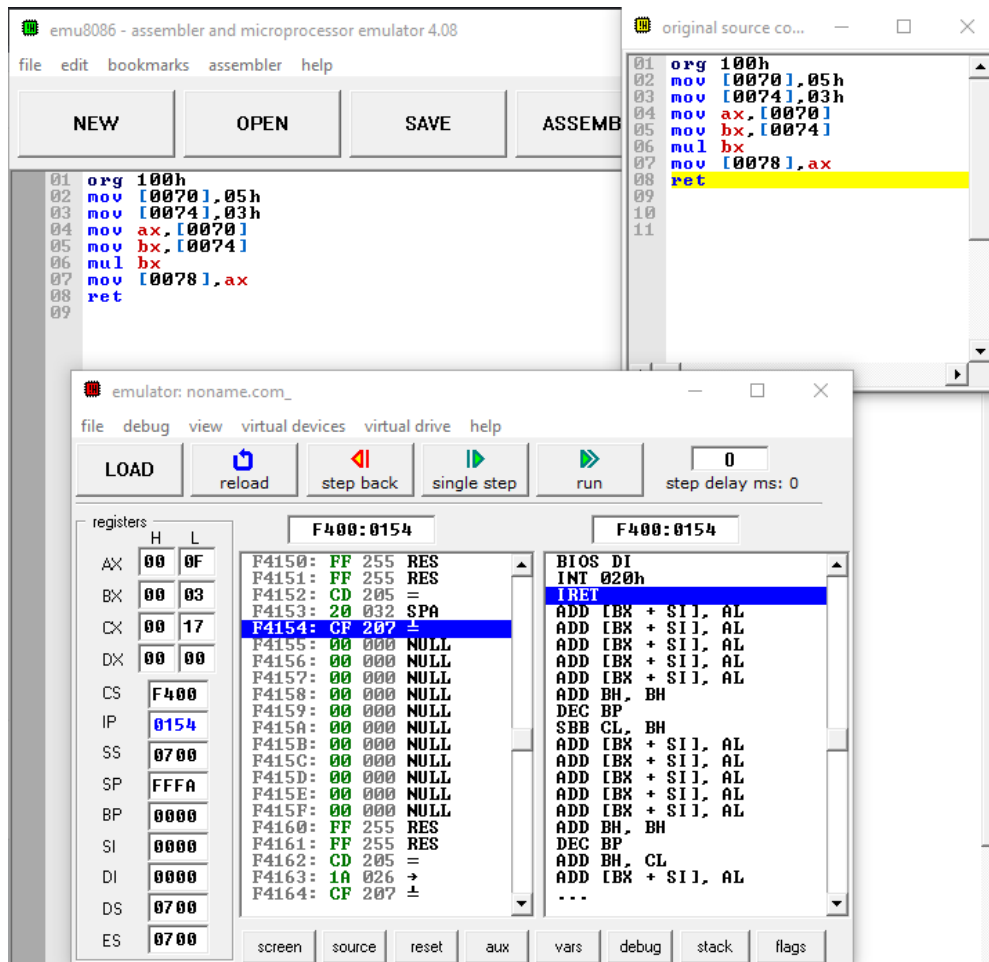 emu8086 - assembler and microprocessor emulator 4.08
file edit bookmarks assembler help
NEW OPEN SAVE ASSEMB
01 org 100h
02 mov [0070],05h
03 mov [0074],03h
04 mov ax,[0070]
05 mov bx,[0074]
06 mul bx
07 mov [0078],ax
08 ret
09
original source co...
01 org 100h
02 mov [0070],05h
03 mov [0074],03h
04 mov ax,[0070]
05 mov bx,[0074]
06 mul bx
07 mov [0078],ax
08 ret
09
10
11
emulator: noname.com_
file debug view virtual devices virtual drive help
LOAD reload step back single step run 0
step delay ms: 0
registers
H L
AX 00 0F
BX 00 03
CX 00 17
DX 00 00
CS F400
IP 0154
SS 0700
SP FFFA
BP 0000
SI 0000
DI 0000
DS 0700
ES 0700
F400:0154
F4150: FF 255 RES
F4151: FF 255 RES
F4152: CD 205 =
F4153: 20 032 SPA
F4154: CF 207 ┴
F4155: 00 000 NULL
F4156: 00 000 NULL
F4157: 00 000 NULL
F4158: 00 000 NULL
F4159: 00 000 NULL
F415A: 00 000 NULL
F415B: 00 000 NULL
F415C: 00 000 NULL
F415D: 00 000 NULL
F415E: 00 000 NULL
F415F: 00 000 NULL
F4160: FF 255 RES
F4161: FF 255 RES
F4162: CD 205 =
F4163: 1A 026 →
F4164: CF 207 ┴
F400:0154
BIOS DI
INT 020h
IRET
ADD [BX + SI], AL
ADD [BX + SI], AL
ADD [BX + SI], AL
ADD [BX + SI], AL
ADD [BX + SI], AL
ADD BH, BH
DEC BP
SBB CL, BH
ADD [BX + SI], AL
ADD [BX + SI], AL
ADD [BX + SI], AL
ADD [BX + SI], AL
ADD [BX + SI], AL
ADD BH, BH
DEC BP
ADD BH, CL
ADD [BX + SI], AL
...
screen source reset aux vars debug stack flags